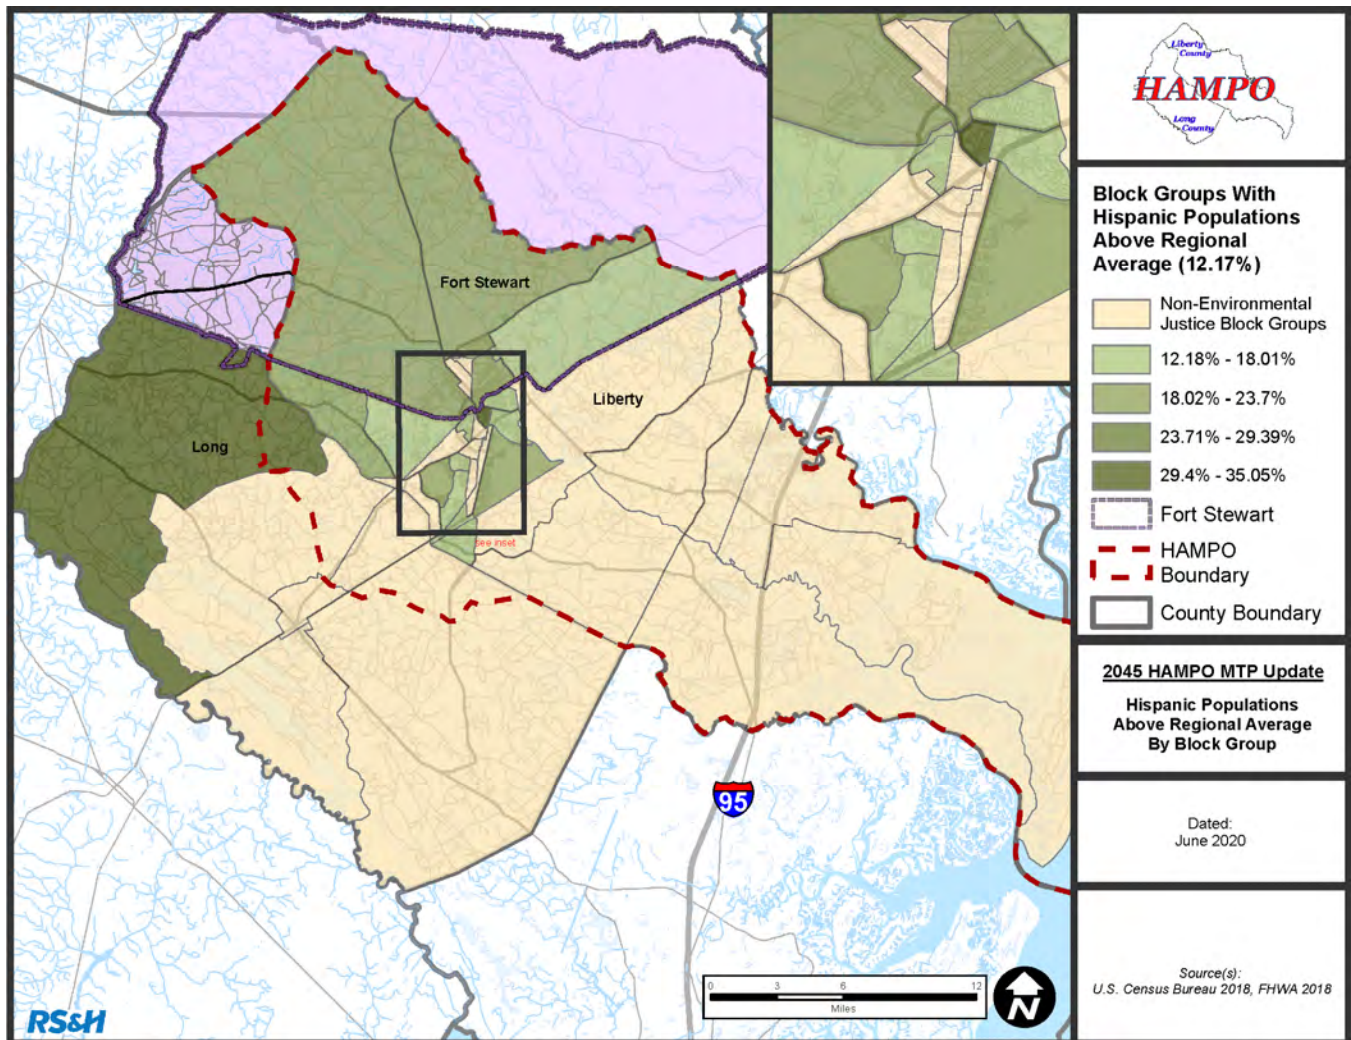 Fort Stewart
Liberty
Long
see inset
95
0 3 6 12
Miles
N
RS&H
Liberty
County
HAMPO
Long
County
Block Groups With
Hispanic Populations
Above Regional
Average (12.17%)
Non-Environmental
Justice Block Groups
12.18% - 18.01%
18.02% - 23.7%
23.71% - 29.39%
29.4% - 35.05%
Fort Stewart
HAMPO
Boundary
County Boundary
2045 HAMPO MTP Update
Hispanic Populations
Above Regional Average
By Block Group
Dated:
June 2020
Source(s):
U.S. Census Bureau 2018, FHWA 2018